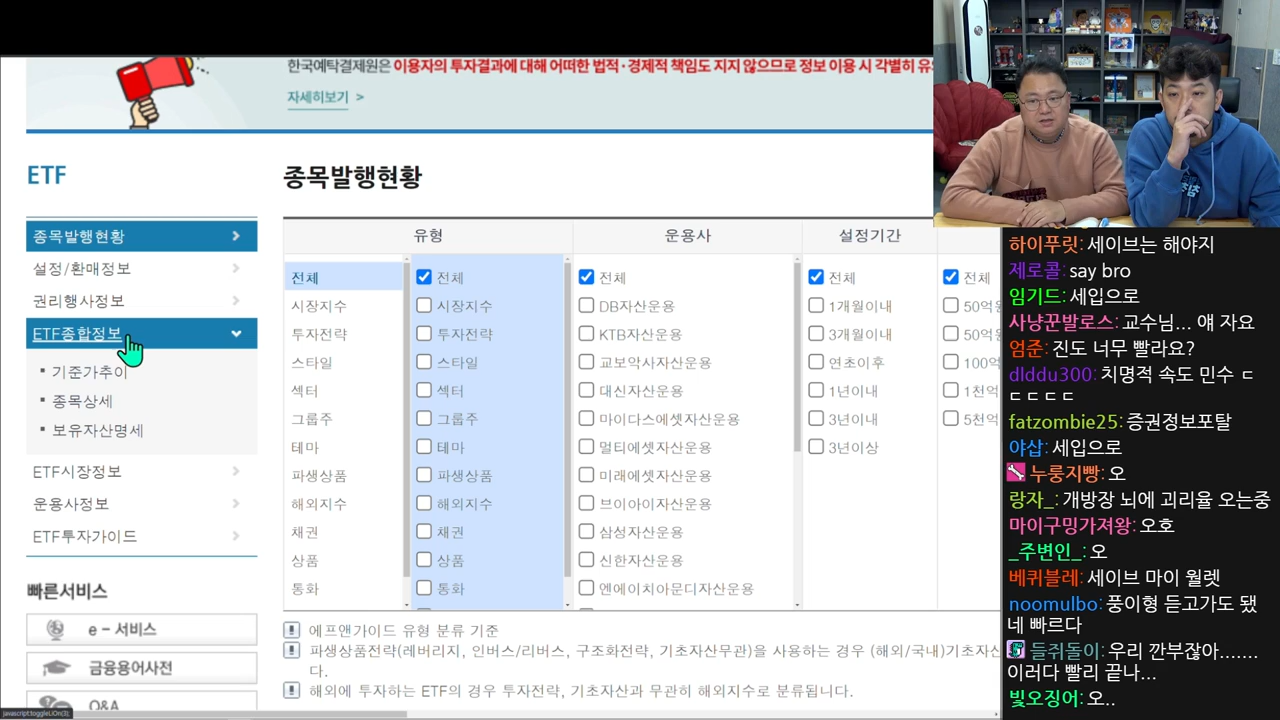 한국예탁결제원은 이용자의 투자결과에 대해 어떠한 법적·경제적 책임도 지지 않으므로 정보 이용 시 각별히 유
자세히보기 >
ETF
종목발행현황
설정/환매정보
권리행사정보
ETF종합정보
기준가추이
종목상세
보유자산명세
ETF시장정보
운용사정보
ETF투자가이드
빠른서비스
e - 서비스
금융용어사전
Q&A
javascript:toggleLiOn(3);
종목발행현황
유형
운용사
설정기간
전체
시장지수
투자전략
스타일
섹터
그룹주
테마
파생상품
해외지수
채권
상품
통화
전체
시장지수
투자전략
스타일
섹터
그룹주
테마
파생상품
해외지수
채권
상품
통화
전체
DB자산운용
KTB자산운용
교보악사자산운용
대신자산운용
마이다스에셋자산운용
멀티에셋자산운용
미래에셋자산운용
브이아이자산운용
삼성자산운용
신한자산운용
엔에이치아문디자산운용
전체
1개월이내
3개월이내
연초이후
1년이내
3년이내
3년이상
전체
50억원
50억원
100억
1천억
5천억
에프앤가이드 유형 분류 기준
파생상품전략(레버리지, 인버스/리버스, 구조화전략, 기초자산무관)을 사용하는 경우 (해외/국내)기초자산
다.
해외에 투자하는 ETF의 경우 투자전략, 기초자산과 무관히 해외지수로 분류됩니다.
하이푸릿: 세이브는 해야지
제로콜: say bro
임기드: 세입으로
사냥꾼발로스: 교수님... 얘 자요
엄준: 진도 너무 빨라요?
dlddu300: 치명적 속도 민수 ㄷ
ㄷㄷㄷㄷ
fatzombie25: 증권정보포탈
야삽: 세입으로
누룽지빵: 오
랑자_: 개방장 뇌에 괴리율 오는중
마이구밍가져왕: 오호
_주변인_: 오
베퀴블레: 세이브 마이 월렛
noomulbo: 풍이형 듣고가도 됐
네 빠르다
들쥐돌이: 우리 깐부잖아.......
이러다 빨리 끝나...
빛오징어: 오..